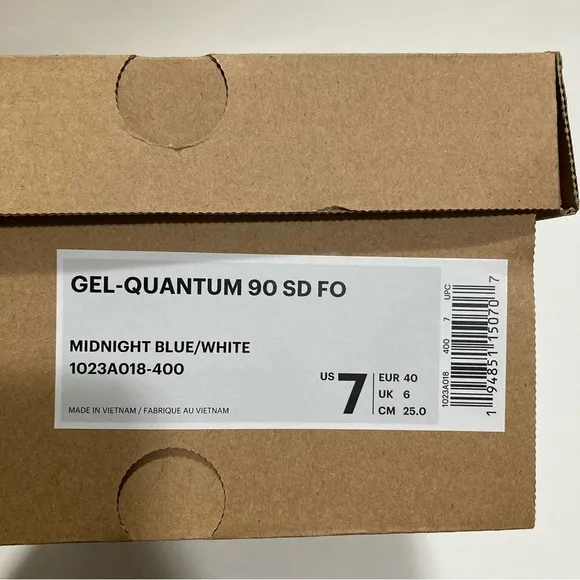 GEL-QUANTUM 90 SD FO
MIDNIGHT BLUE/WHITE
1023A018-400
MADE IN VIETNAM / FABRIQUE AU VIETNAM
US 7
EUR 40
UK 6
CM 25.0
1023A018 400 7 UPC
1 94851 15070 7